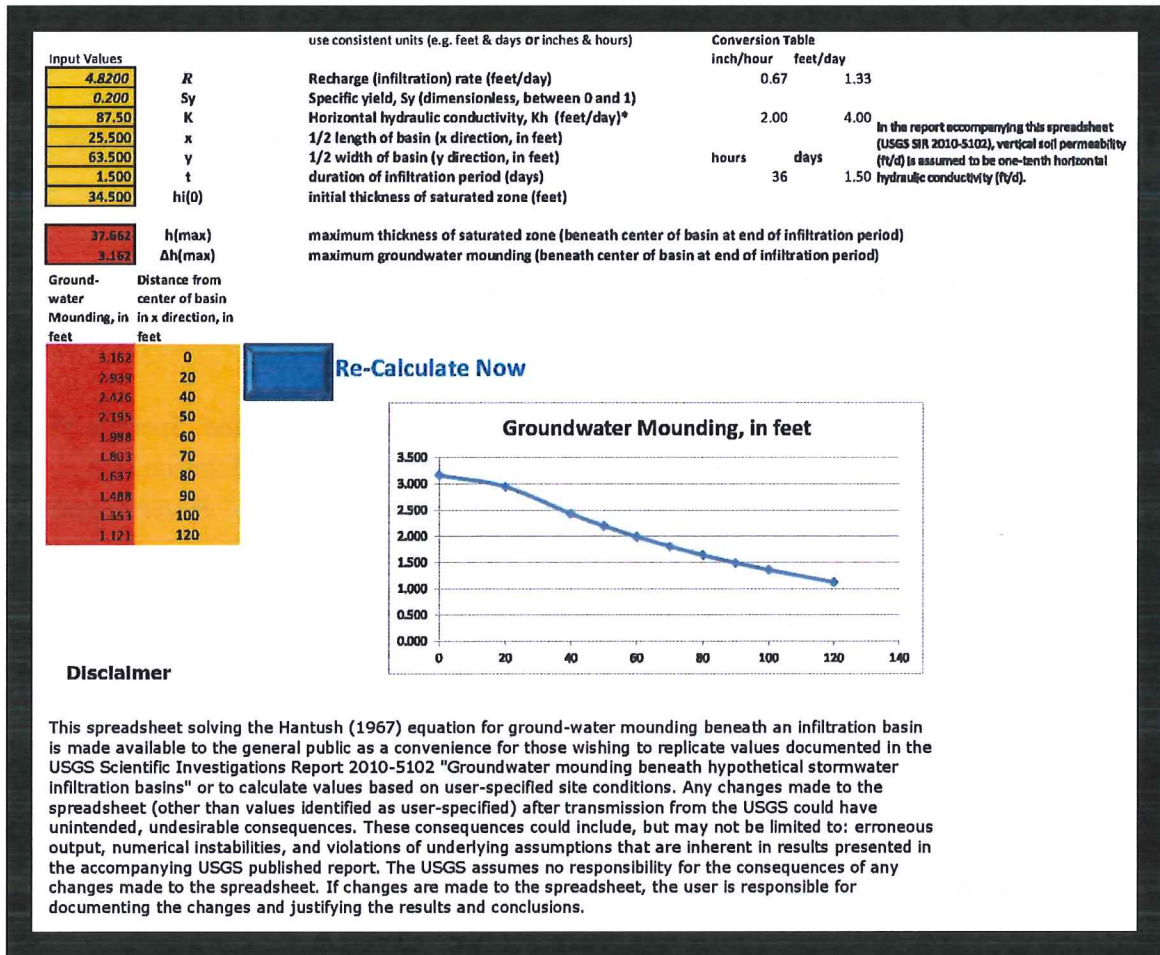 use consistent units (e.g. feet & days or inches & hours) Conversion Table
Input Values inch/hour feet/day
4.8200 R Recharge (infiltration) rate (feet/day) 0.67 1.33
0.200 Sy Specific yield, Sy (dimensionless, between 0 and 1)
87.50 K Horizontal hydraulic conductivity, Kh (feet/day)* 2.00 4.00
25.500 x 1/2 length of basin (x direction, in feet)
63.500 y 1/2 width of basin (y direction, in feet) hours days
1.500 t duration of infiltration period (days) 36 1.50
34.500 hi(0) initial thickness of saturated zone (feet)
In the report accompanying this spreadsheet
(USGS SIR 2010-5102), vertical soil permeability
(ft/d) is assumed to be one-tenth horizontal
hydraulic conductivity (ft/d).
37.662 h(max) maximum thickness of saturated zone (beneath center of basin at end of infiltration period)
3.162 Δh(max) maximum groundwater mounding (beneath center of basin at end of infiltration period)
Ground- Distance from
water center of basin
Mounding, in in x direction, in
feet feet
3.162 0
2.939 20
2.426 40
2.195 50
1.988 60
1.803 70
1.637 80
1.488 90
1.353 100
1.121 120
Re-Calculate Now
Groundwater Mounding, in feet
3.500
3.000
2.500
2.000
1.500
1.000
0.500
0.000
0 20 40 60 80 100 120 140
Disclaimer
This spreadsheet solving the Hantush (1967) equation for ground-water mounding beneath an infiltration basin
is made available to the general public as a convenience for those wishing to replicate values documented in the
USGS Scientific Investigations Report 2010-5102 "Groundwater mounding beneath hypothetical stormwater
infiltration basins" or to calculate values based on user-specified site conditions. Any changes made to the
spreadsheet (other than values identified as user-specified) after transmission from the USGS could have
unintended, undesirable consequences. These consequences could include, but may not be limited to: erroneous
output, numerical instabilities, and violations of underlying assumptions that are inherent in results presented in
the accompanying USGS published report. The USGS assumes no responsibility for the consequences of any
changes made to the spreadsheet. If changes are made to the spreadsheet, the user is responsible for
documenting the changes and justifying the results and conclusions.